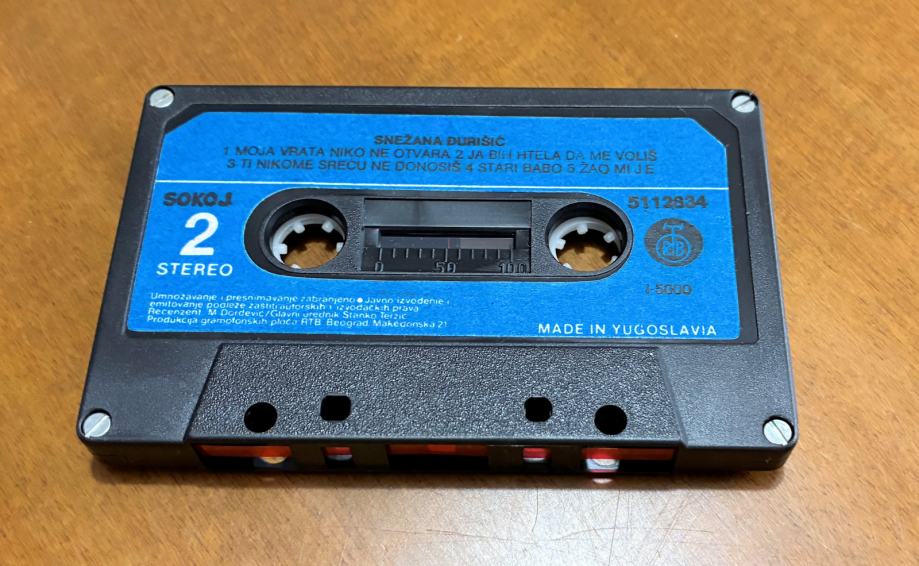 SNEŽANA ĐURIŠIĆ
1 MOJA VRATA NIKO NE OTVARA 2 JA BIH HTELA DA ME VOLIŠ
3 TI NIKOME SREĆU NE DONOSIŠ 4 STARI BABO 5 ŽAO MI JE
SOKOJ
5112834
2
STEREO
RTB
0 50 100
I-5000
Umnožavanje i presnimavanje zabranjeno ● Javno izvođenje i
emitovanje podleže zaštiti autorskih i izvođačkih prava
Recenzent: M Đorđević/Glavni urednik Stanko Terzić
Produkcija gramofonskih ploča RTB Beograd, Makedonska 21
MADE IN YUGOSLAVIA